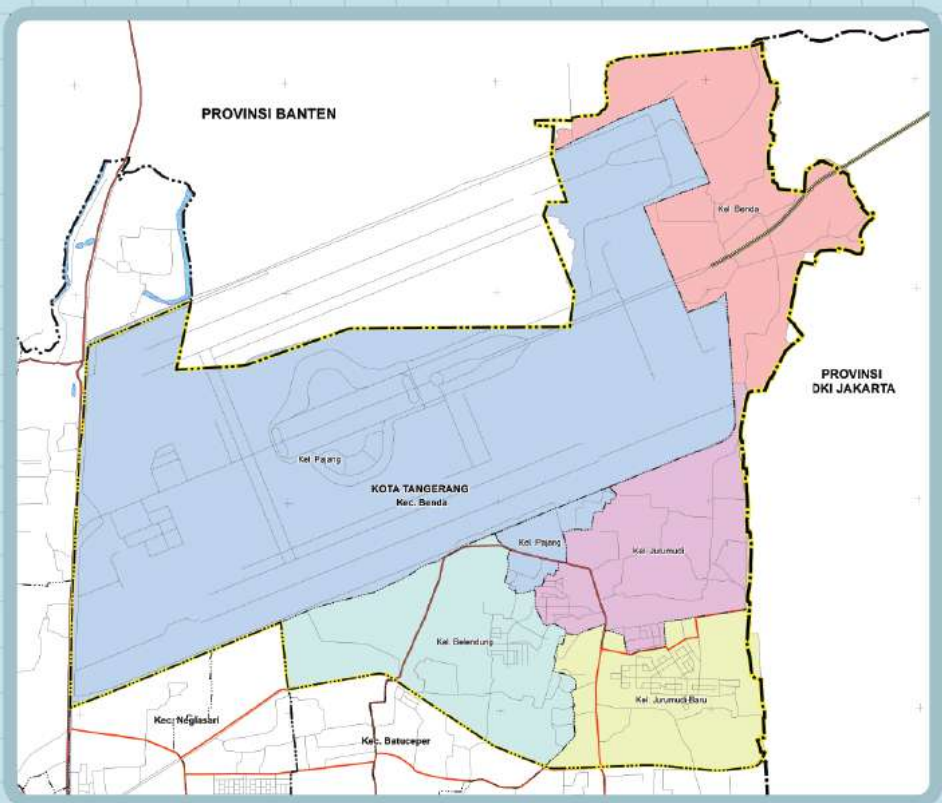 PROVINSI BANTEN
Kel. Benda
PROVINSI
DKI JAKARTA
Kel. Pajang
KOTA TANGERANG
Kec. Benda
Kel. Pajang
Kel. Jurumudi
Kel. Belendung
Kel. Jurumudi Baru
Kec. Neglasari
Kec. Batuceper